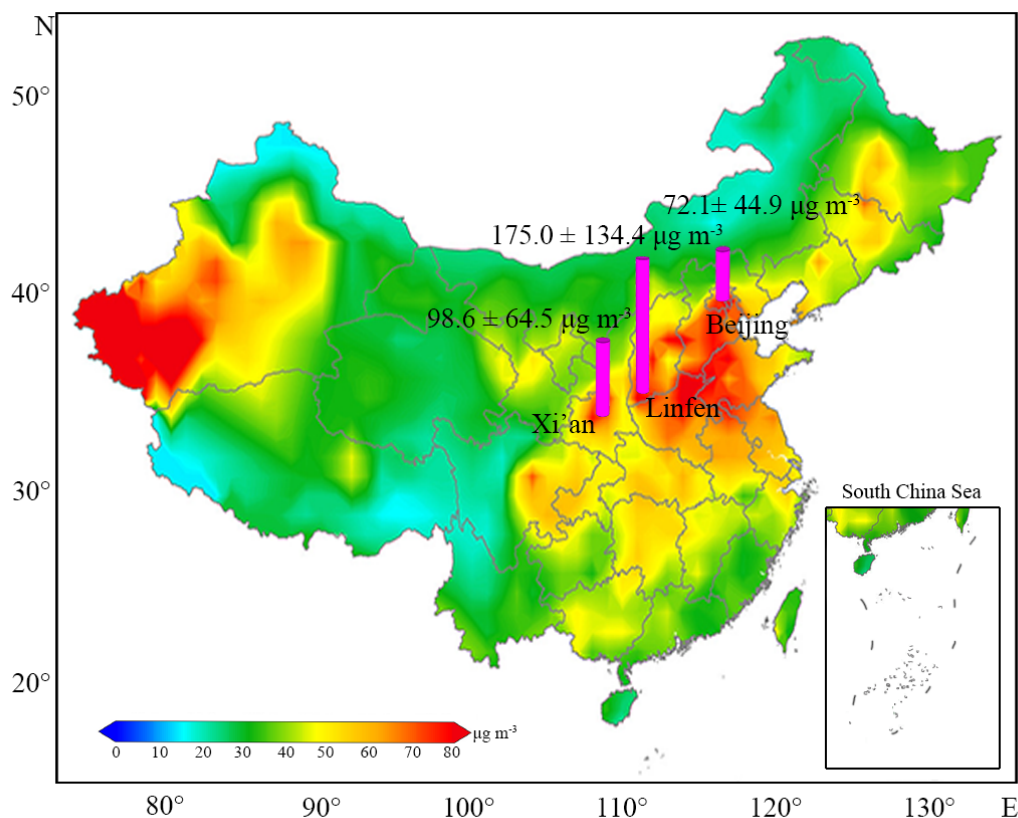 N
50°
72.1± 44.9 μg m-3
175.0 ± 134.4 μg m-3
40°
98.6 ± 64.5 μg m-3
Beijing
Linfen
Xi’an
30°
South China Sea
20°
μg m-3
0 10 20 30 40 50 60 70 80
80° 90° 100° 110° 120° 130° E